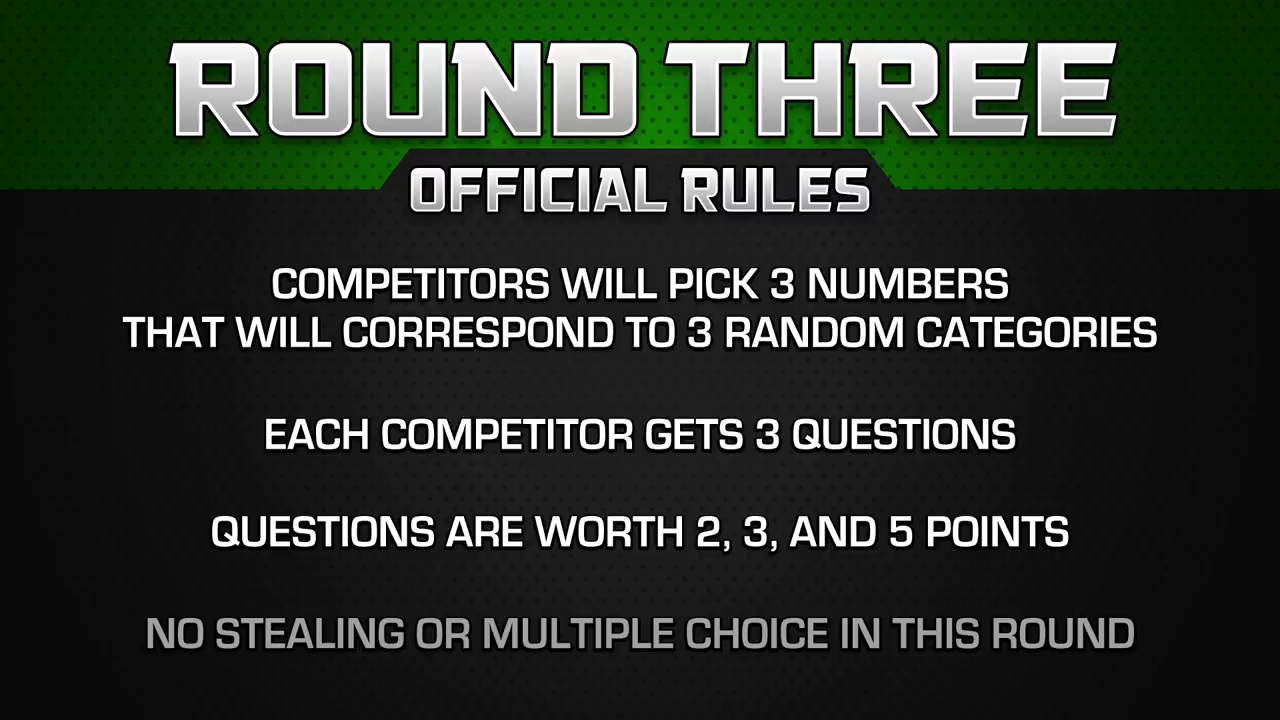 ROUND THREE
OFFICIAL RULES
COMPETITORS WILL PICK 3 NUMBERS
THAT WILL CORRESPOND TO 3 RANDOM CATEGORIES
EACH COMPETITOR GETS 3 QUESTIONS
QUESTIONS ARE WORTH 2, 3, AND 5 POINTS
NO STEALING OR MULTIPLE CHOICE IN THIS ROUND